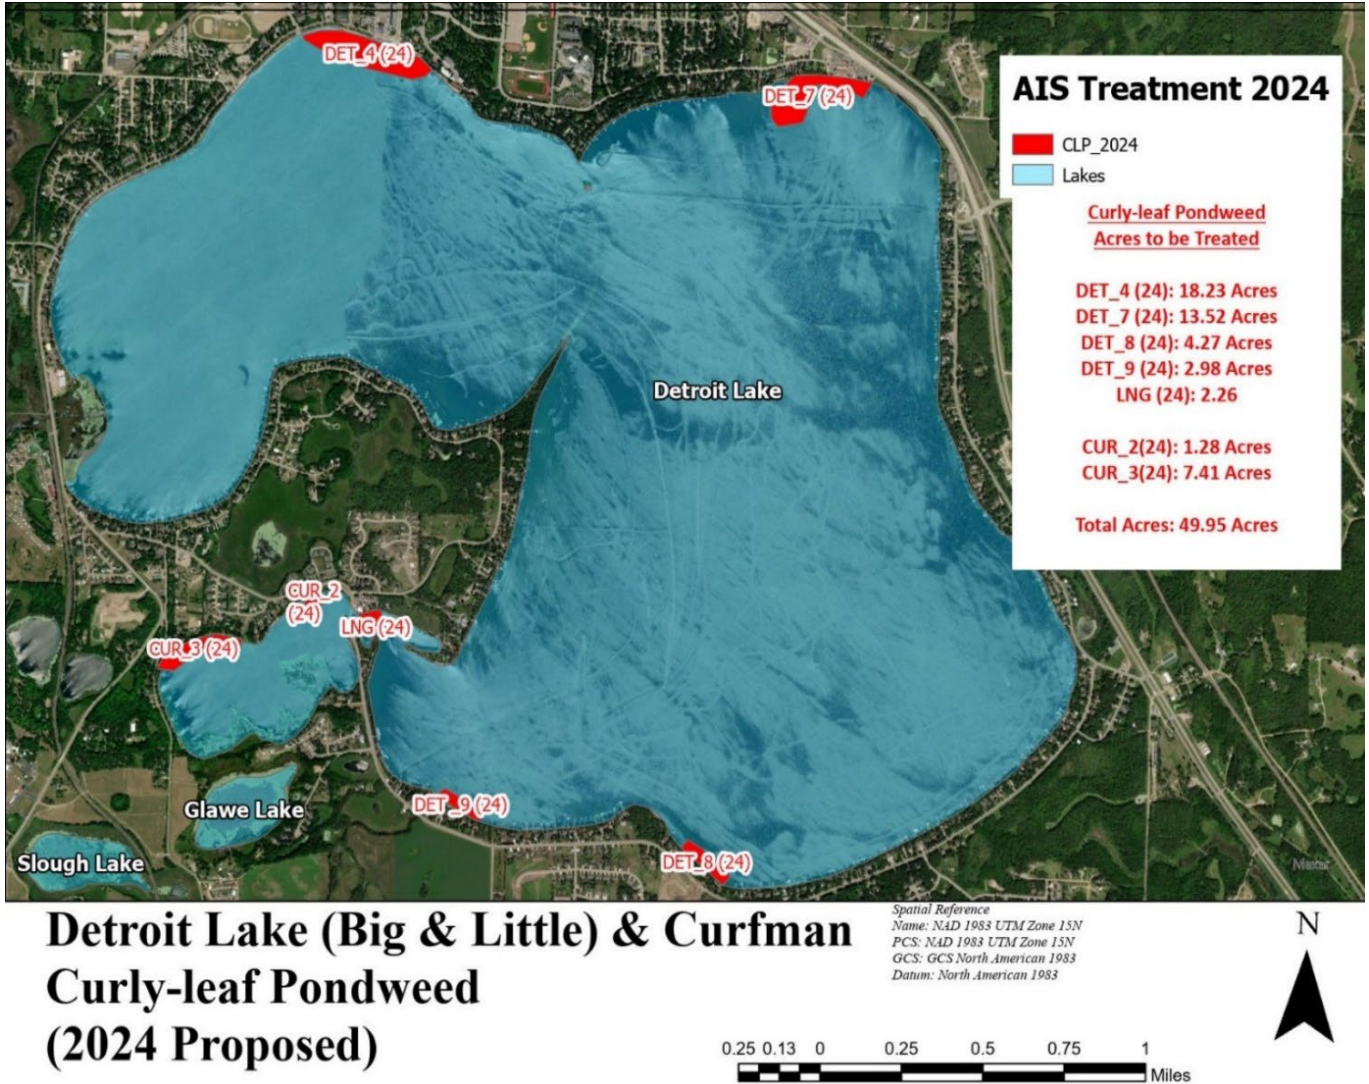 DET_4 (24)
DET_7 (24)
AIS Treatment 2024
CLP_2024
Lakes
Curly-leaf Pondweed
Acres to be Treated
DET_4 (24): 18.23 Acres
DET_7 (24): 13.52 Acres
DET_8 (24): 4.27 Acres
DET_9 (24): 2.98 Acres
LNG (24): 2.26
CUR_2(24): 1.28 Acres
CUR_3(24): 7.41 Acres
Total Acres: 49.95 Acres
Detroit Lake
CUR_2
(24)
LNG (24)
CUR_3 (24)
DET_9 (24)
Glawe Lake
DET_8 (24)
Slough Lake
Maxar
Detroit Lake (Big & Little) & Curfman
Curly-leaf Pondweed
(2024 Proposed)
Spatial Reference
Name: NAD 1983 UTM Zone 15N
PCS: NAD 1983 UTM Zone 15N
GCS: GCS North American 1983
Datum: North American 1983
N
0.25 0.13 0 0.25 0.5 0.75 1
Miles